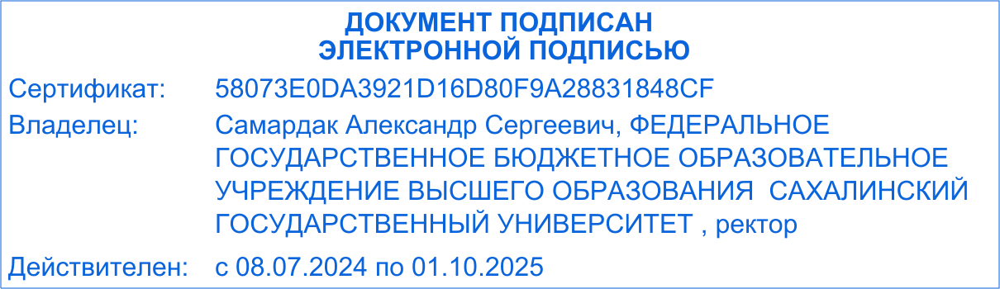 ДОКУМЕНТ ПОДПИСАН
ЭЛЕКТРОННОЙ ПОДПИСЬЮ
Сертификат: 58073E0DA3921D16D80F9A28831848CF
Владелец: Самардак Александр Сергеевич, ФЕДЕРАЛЬНОЕ
ГОСУДАРСТВЕННОЕ БЮДЖЕТНОЕ ОБРАЗОВАТЕЛЬНОЕ
УЧРЕЖДЕНИЕ ВЫСШЕГО ОБРАЗОВАНИЯ  САХАЛИНСКИЙ
ГОСУДАРСТВЕННЫЙ УНИВЕРСИТЕТ , ректор
Действителен: с 08.07.2024 по 01.10.2025